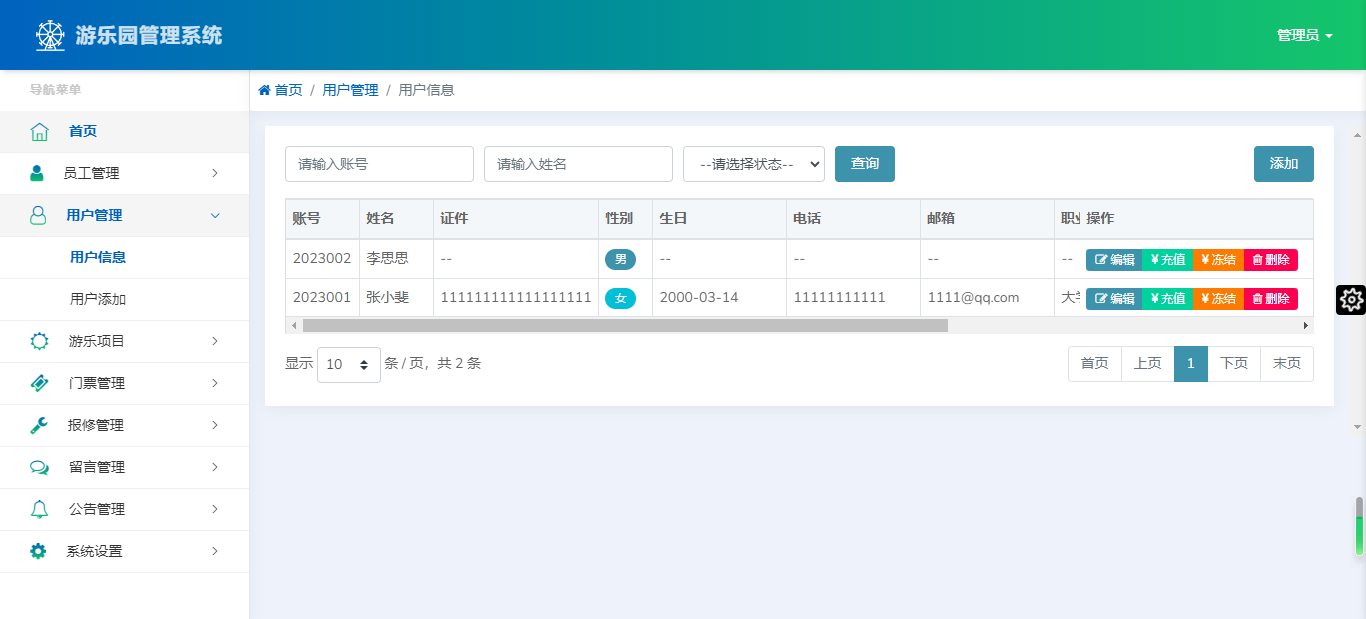 游乐园管理系统
管理员
导航菜单
首页 / 用户管理 / 用户信息
首页
员工管理
用户管理
用户信息
用户添加
游乐项目
门票管理
报修管理
留言管理
公告管理
系统设置
请输入账号 请输入姓名 --请选择状态-- 查询 添加
账号 姓名 证件 性别 生日 电话 邮箱 操作
2023002 李思思 -- 男 -- -- -- -- 编辑 ¥充值 ¥冻结 删除
2023001 张小斐 111111111111111111 女 2000-03-14 11111111111 1111@qq.com 大 编辑 ¥充值 ¥冻结 删除
显示 10 条 / 页，共 2 条
首页 上页 1 下页 末页